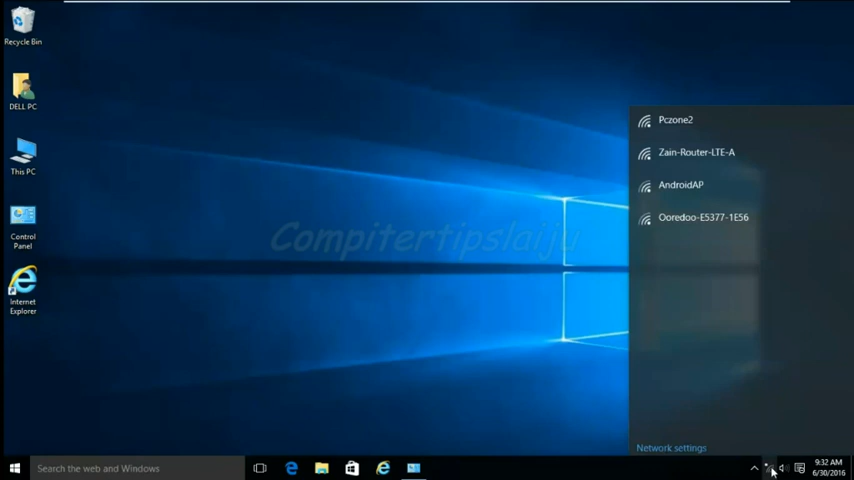 Recycle Bin
DELL PC
This PC
Control
Panel
Internet
Explorer
Compitertipslaiju
Pczone2
Zain-Router-LTE-A
AndroidAP
Ooredoo-E5377-1E56
Network settings
Search the web and Windows
9:32 AM
6/30/2016